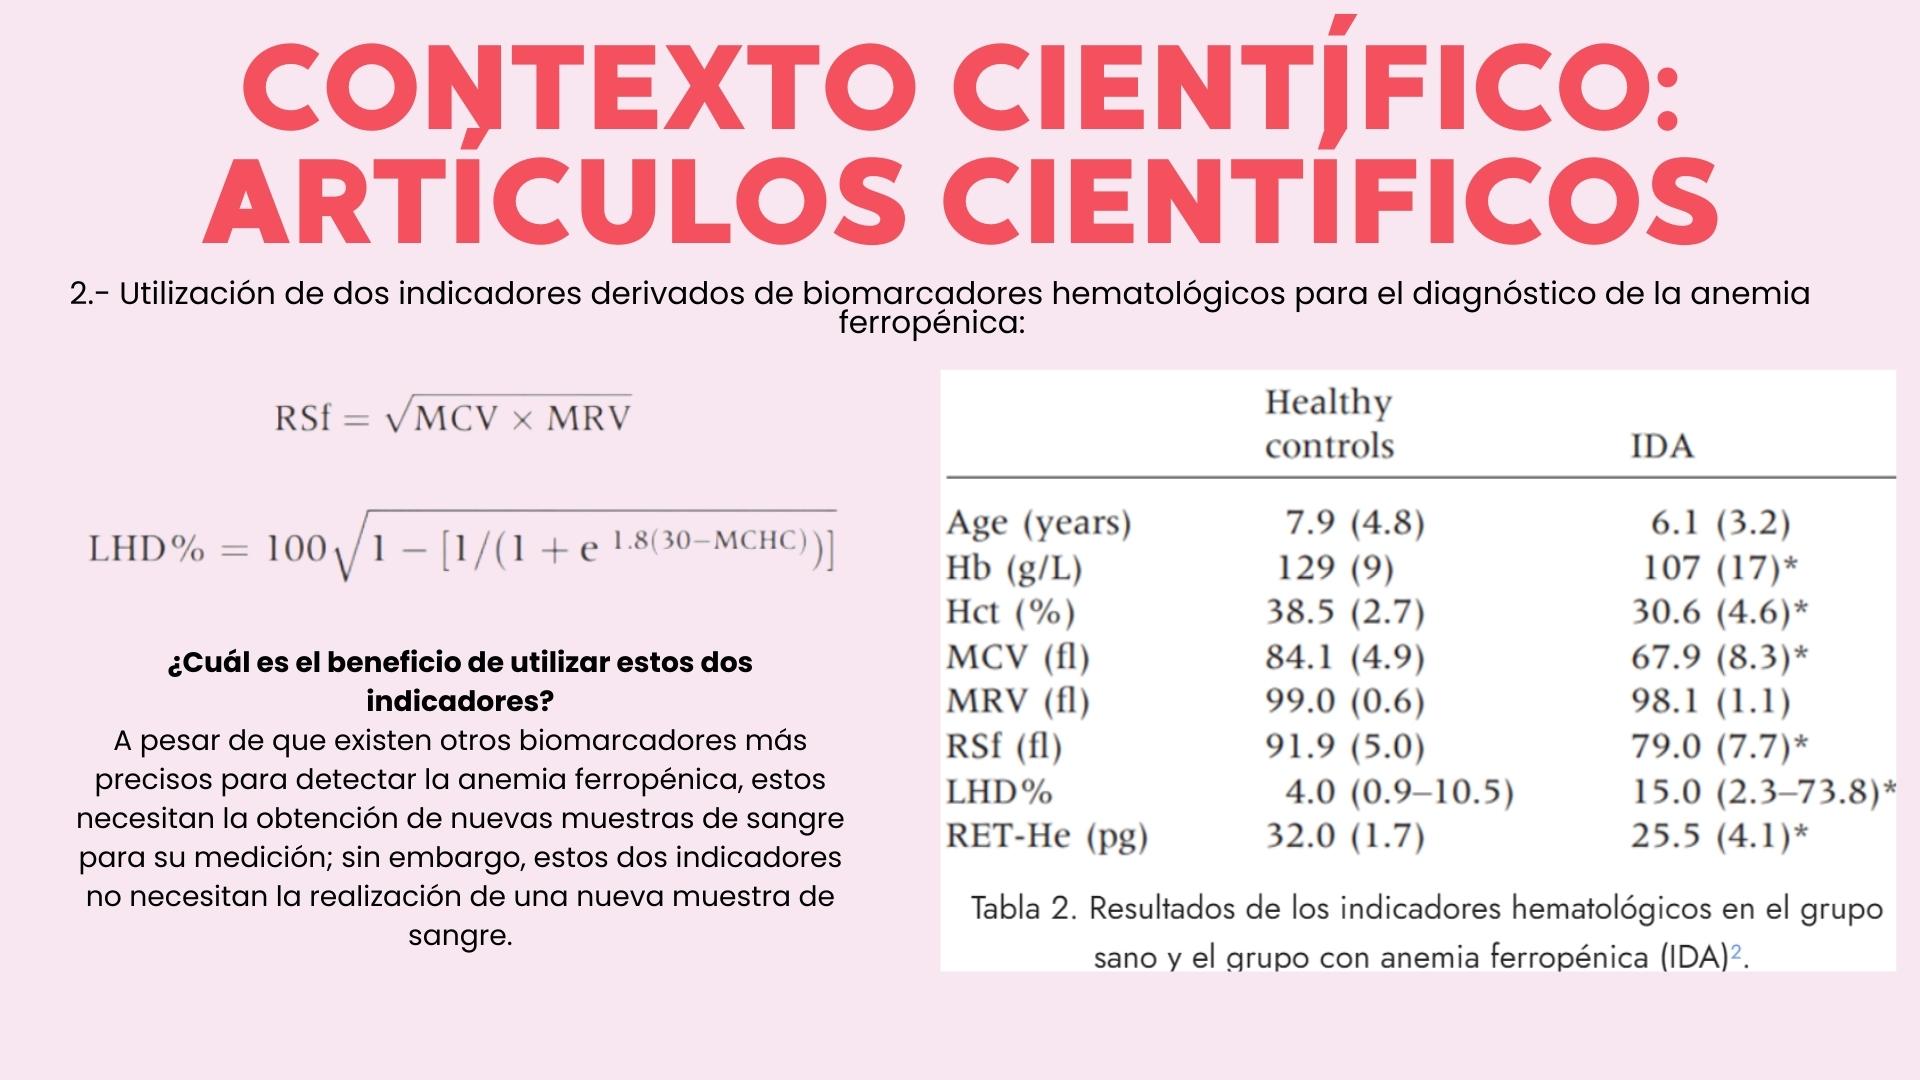 CONTEXTO CIENTÍFICO:
ARTÍCULOS CIENTÍFICOS
2.- Utilización de dos indicadores derivados de biomarcadores hematológicos para el diagnóstico de la anemia
ferropénica:
RSf = √MCV × MRV
LHD% = 100√1 − [1/(1 + e 1.8(30−MCHC))]
¿Cuál es el beneficio de utilizar estos dos
indicadores?
A pesar de que existen otros biomarcadores más
precisos para detectar la anemia ferropénica, estos
necesitan la obtención de nuevas muestras de sangre
para su medición; sin embargo, estos dos indicadores
no necesitan la realización de una nueva muestra de
sangre.
Healthy
controls IDA
Age (years) 7.9 (4.8) 6.1 (3.2)
Hb (g/L) 129 (9) 107 (17)*
Hct (%) 38.5 (2.7) 30.6 (4.6)*
MCV (fl) 84.1 (4.9) 67.9 (8.3)*
MRV (fl) 99.0 (0.6) 98.1 (1.1)
RSf (fl) 91.9 (5.0) 79.0 (7.7)*
LHD% 4.0 (0.9–10.5) 15.0 (2.3–73.8)*
RET-He (pg) 32.0 (1.7) 25.5 (4.1)*
Tabla 2. Resultados de los indicadores hematológicos en el grupo
sano y el grupo con anemia ferropénica (IDA)2.